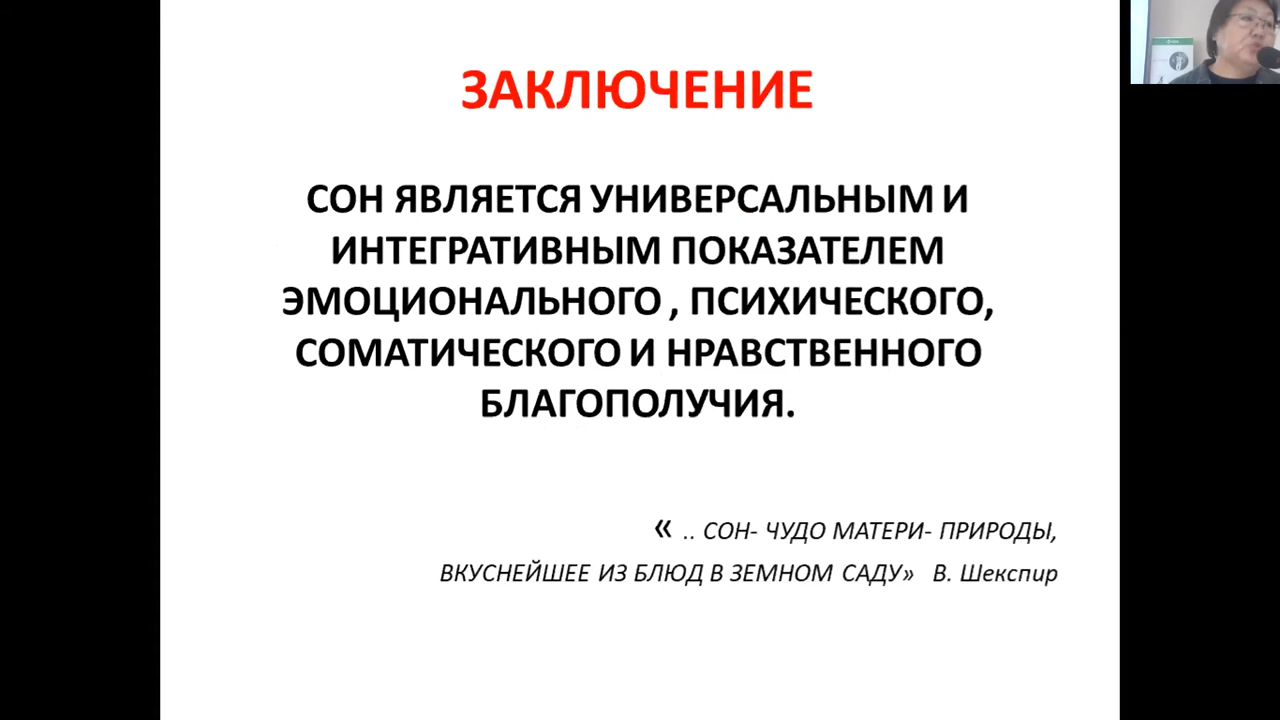 ЗАКЛЮЧЕНИЕ
СОН ЯВЛЯЕТСЯ УНИВЕРСАЛЬНЫМ И
ИНТЕГРАТИВНЫМ ПОКАЗАТЕЛЕМ
ЭМОЦИОНАЛЬНОГО , ПСИХИЧЕСКОГО,
СОМАТИЧЕСКОГО И НРАВСТВЕННОГО
БЛАГОПОЛУЧИЯ.
« .. СОН- ЧУДО МАТЕРИ- ПРИРОДЫ,
ВКУСНЕЙШЕЕ ИЗ БЛЮД В ЗЕМНОМ САДУ» В. Шекспир